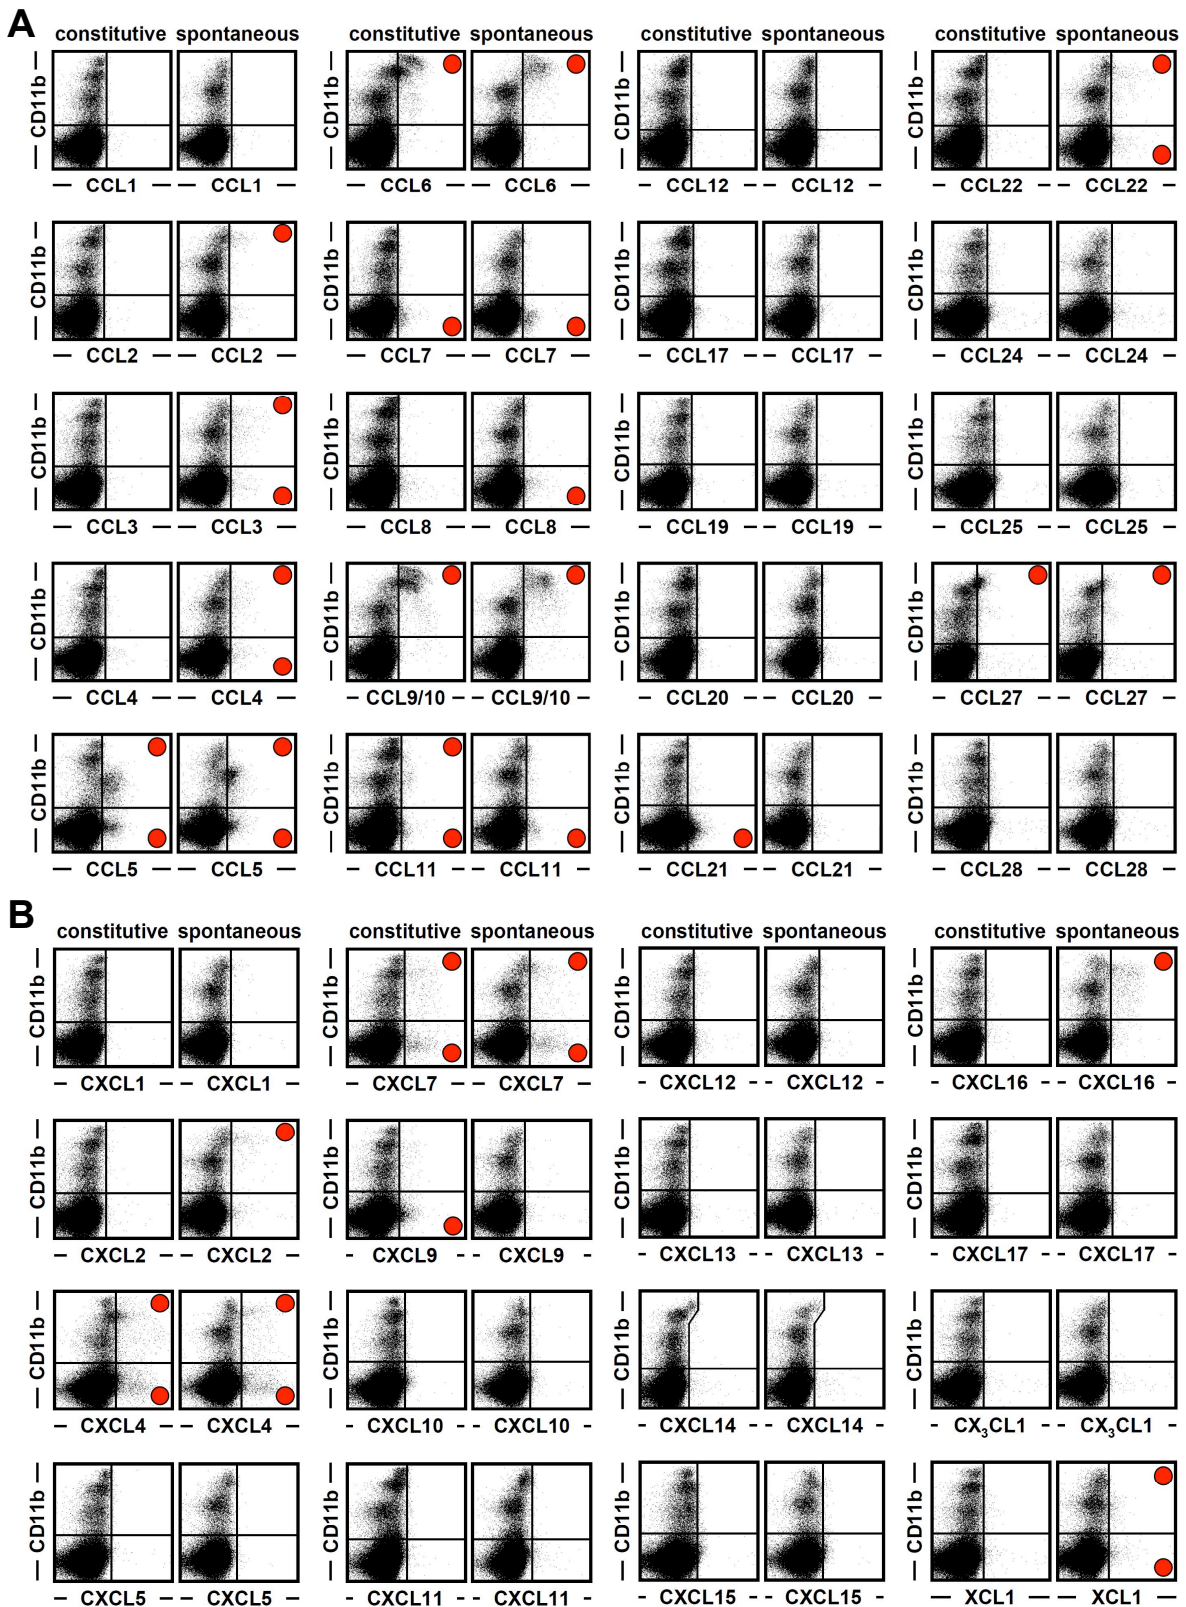 A
constitutive spontaneous constitutive spontaneous constitutive spontaneous constitutive spontaneous
CD11b CD11b CD11b CD11b
CCL1 CCL1 CCL6 CCL6 CCL12 CCL12 CCL22 CCL22
CD11b CD11b CD11b CD11b
CCL2 CCL2 CCL7 CCL7 CCL17 CCL17 CCL24 CCL24
CD11b CD11b CD11b CD11b
CCL3 CCL3 CCL8 CCL8 CCL19 CCL19 CCL25 CCL25
CD11b CD11b CD11b CD11b
CCL4 CCL4 CCL9/10 CCL9/10 CCL20 CCL20 CCL27 CCL27
CD11b CD11b CD11b CD11b
CCL5 CCL5 CCL11 CCL11 CCL21 CCL21 CCL28 CCL28
B
constitutive spontaneous constitutive spontaneous constitutive spontaneous constitutive spontaneous
CD11b CD11b CD11b CD11b
CXCL1 CXCL1 CXCL7 CXCL7 CXCL12 CXCL12 CXCL16 CXCL16
CD11b CD11b CD11b CD11b
CXCL2 CXCL2 CXCL9 CXCL9 CXCL13 CXCL13 CXCL17 CXCL17
CD11b CD11b CD11b CD11b
CXCL4 CXCL4 CXCL10 CXCL10 CXCL14 CXCL14 CX₃CL1 CX₃CL1
CD11b CD11b CD11b CD11b
CXCL5 CXCL5 CXCL11 CXCL11 CXCL15 CXCL15 XCL1 XCL1